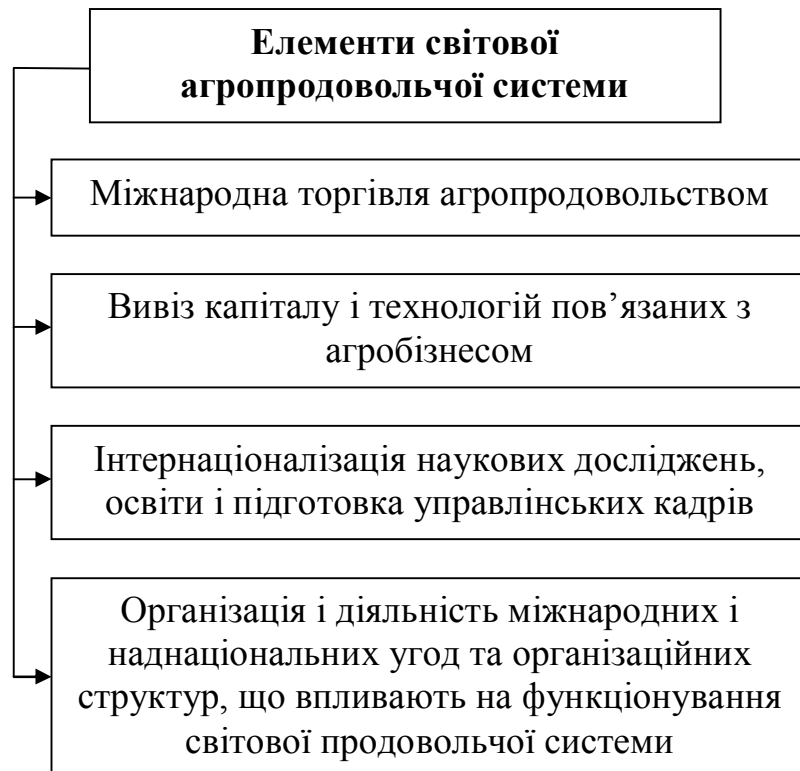 Елементи світової
агропродовольчої системи
Міжнародна торгівля агропродовольством
Вивіз капіталу і технологій пов’язаних з
агробізнесом
Інтернаціоналізація наукових досліджень,
освіти і підготовка управлінських кадрів
Організація і діяльність міжнародних і
наднаціональних угод та організаційних
структур, що впливають на функціонування
світової продовольчої системи